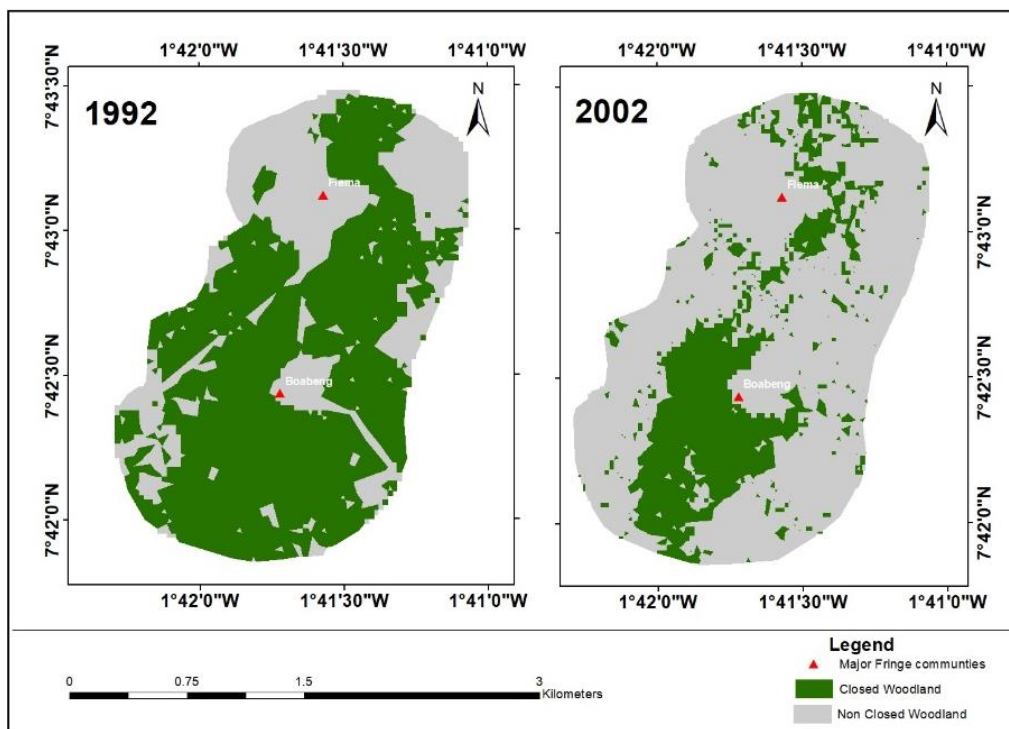 1°42'0"W 1°41'30"W 1°41'0"W 1°42'0"W 1°41'30"W 1°41'0"W
7°43'30"N
7°43'0"N
7°42'30"N
7°42'0"N
1992
N
Fiema
Boabeng
2002
N
Fiema
Boabeng
7°43'30"N
7°43'0"N
7°42'30"N
7°42'0"N
1°42'0"W 1°41'30"W 1°41'0"W 1°42'0"W 1°41'30"W 1°41'0"W
0 0.75 1.5 3
Kilometers
Legend
Major Fringe communties
Closed Woodland
Non Closed Woodland